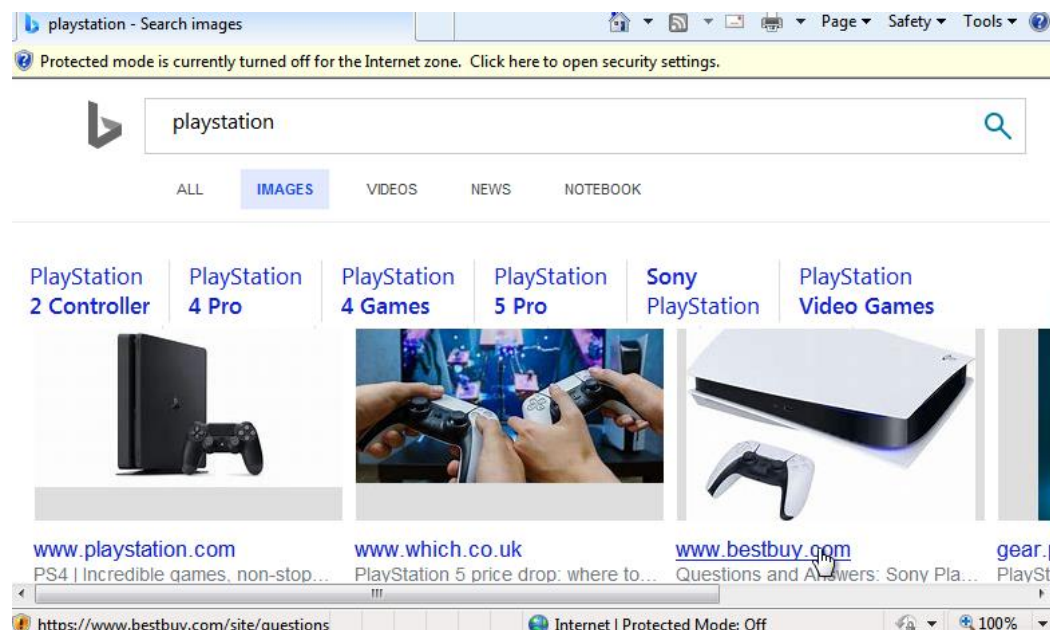 playstation - Search images
Page Safety Tools
Protected mode is currently turned off for the Internet zone. Click here to open security settings.
playstation
ALL IMAGES VIDEOS NEWS NOTEBOOK
PlayStation 2 Controller
PlayStation 4 Pro
PlayStation 4 Games
PlayStation 5 Pro
Sony PlayStation
PlayStation Video Games
www.playstation.com
PS4 | Incredible games, non-stop...
www.which.co.uk
PlayStation 5 price drop: where to...
www.bestbuy.com
Questions and Answers: Sony Pla...
gear.
PlaySt
https://www.bestbuy.com/site/questions
Internet | Protected Mode: Off
100%